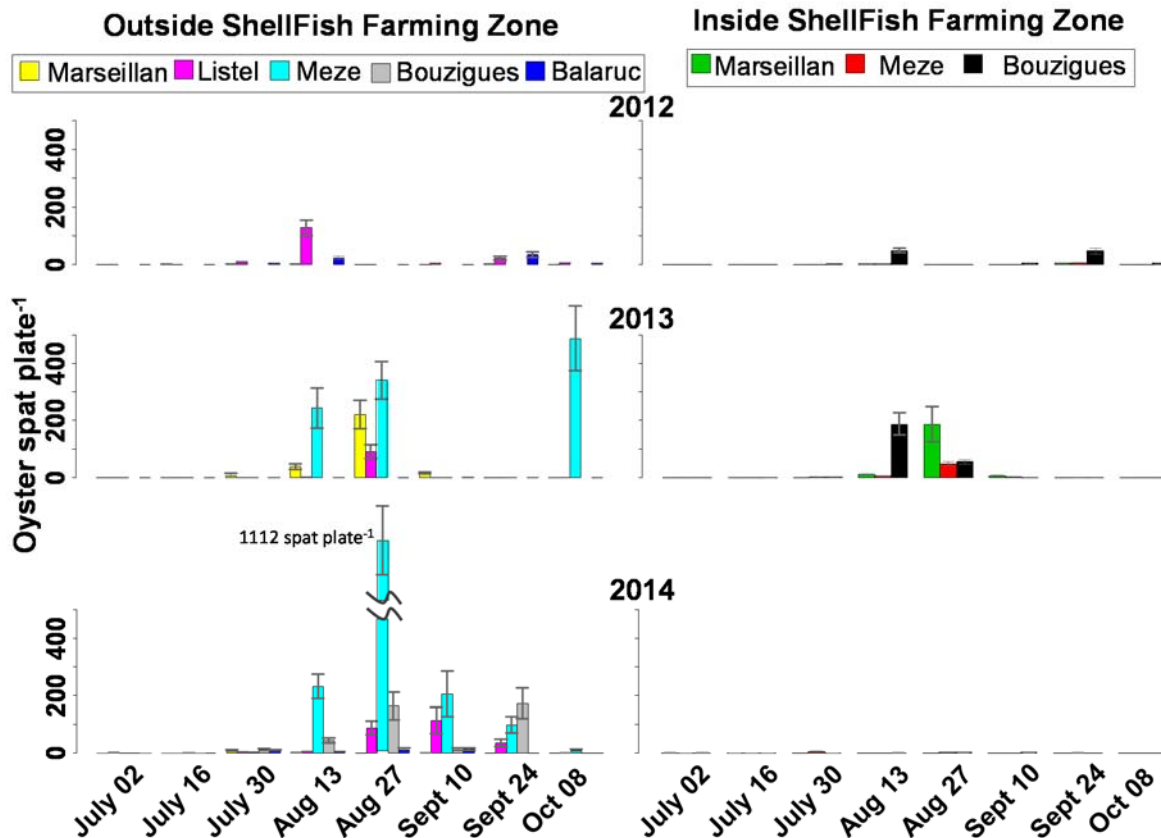 Outside ShellFish Farming Zone
Inside ShellFish Farming Zone
Marseillan Listel Meze Bouzigues Balaruc
Marseillan Meze Bouzigues
2012
400
200
0
2013
400
200
0
Oyster spat plate-1
1112 spat plate-1
2014
400
200
0
July 02 July 16 July 30 Aug 13 Aug 27 Sept 10 Sept 24 Oct 08
July 02 July 16 July 30 Aug 13 Aug 27 Sept 10 Sept 24 Oct 08